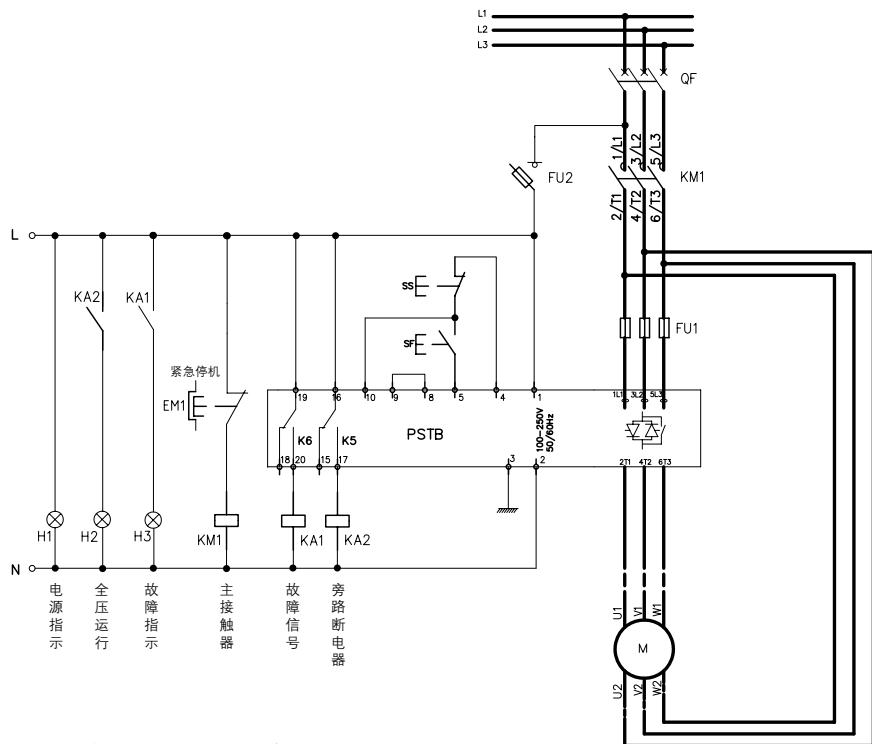 L1
L2
L3
QF
1/L1
3/L2
5/L3
FU2
KM1
2/T1
4/T2
6/T3
L
KA2
KA1
SS
SF
FU1
紧急停机
EM1
19
16
10
9
8
5
4
1
1L1
3L2
5L3
K6
K5
PSTB
100-250V
50/60Hz
18
20
15
17
3
2
2T1
4T2
6T3
H1
H2
H3
KM1
KA1
KA2
N
电源指示
全压运行
故障指示
主接触器
故障信号
旁路断电器
U1
V1
W1
M
U2
V2
W2